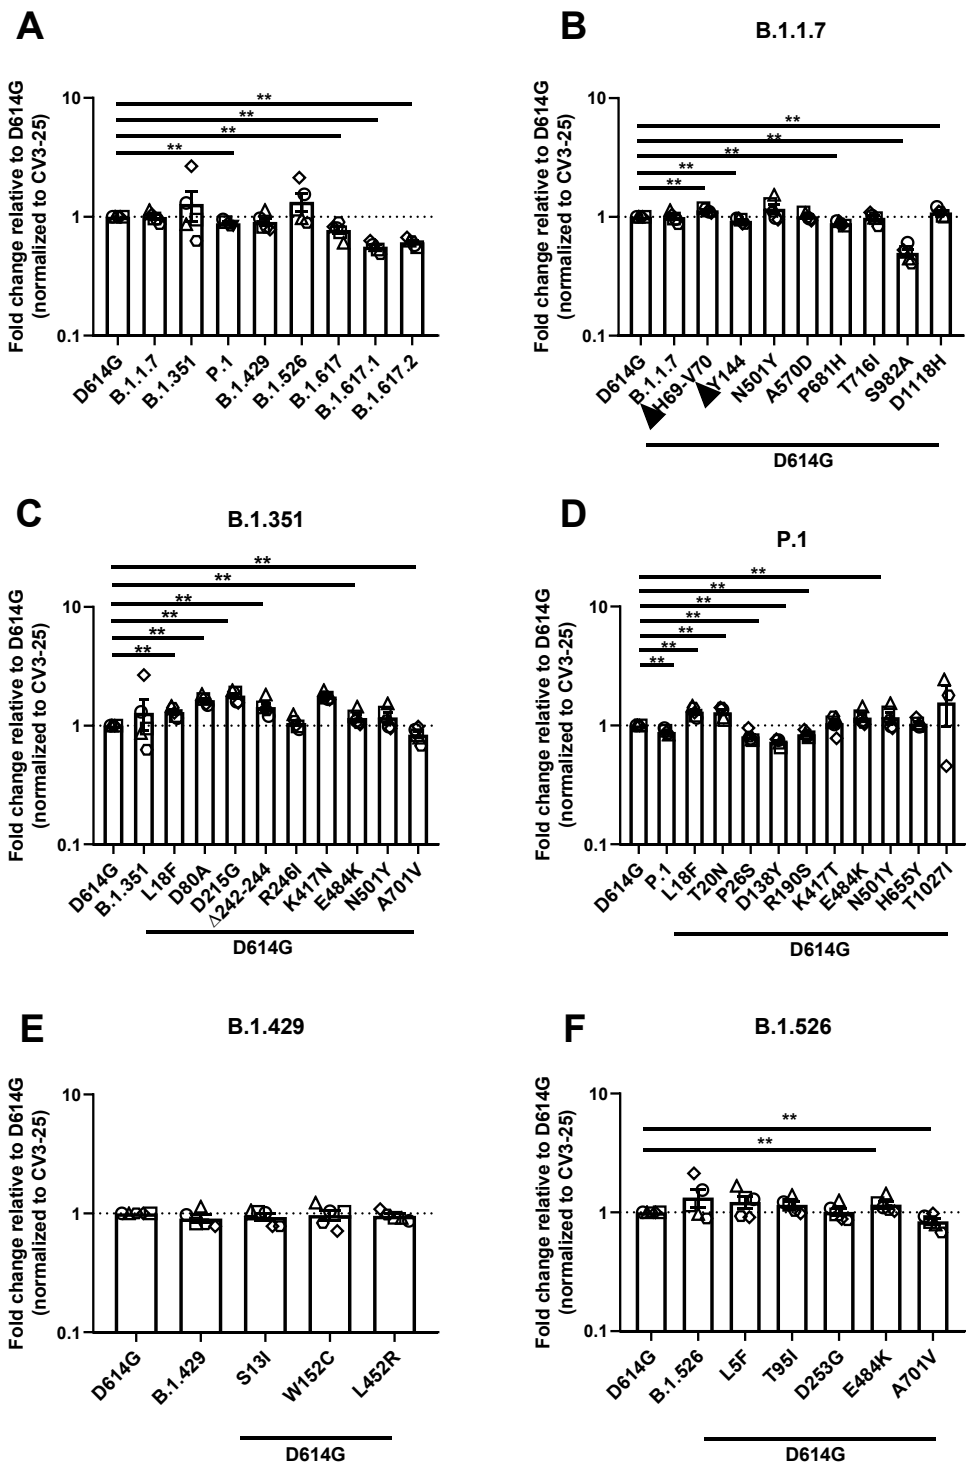 A
Fold change relative to D614G
(normalized to CV3-25)
10
1
0.1
**
**
**
**
D614G
B.1.1.7
B.1.351
P.1
B.1.429
B.1.526
B.1.617
B.1.617.1
B.1.617.2
B
B.1.1.7
Fold change relative to D614G
(normalized to CV3-25)
10
1
0.1
**
**
**
**
**
D614G
B.1.1.7
H69-V70
Y144
N501Y
A570D
P681H
T716I
S982A
D1118H
D614G
C
B.1.351
Fold change relative to D614G
(normalized to CV3-25)
10
1
0.1
**
**
**
**
**
**
D614G
B.1.351
L18F
D80A
D215G
Δ242-244
R246I
K417N
E484K
N501Y
A701V
D614G
D
P.1
Fold change relative to D614G
(normalized to CV3-25)
10
1
0.1
**
**
**
**
**
**
**
D614G
P.1
L18F
T20N
P26S
D138Y
R190S
K417T
E484K
N501Y
H655Y
T1027I
D614G
E
B.1.429
Fold change relative to D614G
(normalized to CV3-25)
10
1
0.1
D614G
B.1.429
S13I
W152C
L452R
D614G
F
B.1.526
Fold change relative to D614G
(normalized to CV3-25)
10
1
0.1
**
**
D614G
B.1.526
L5F
T95I
D253G
E484K
A701V
D614G